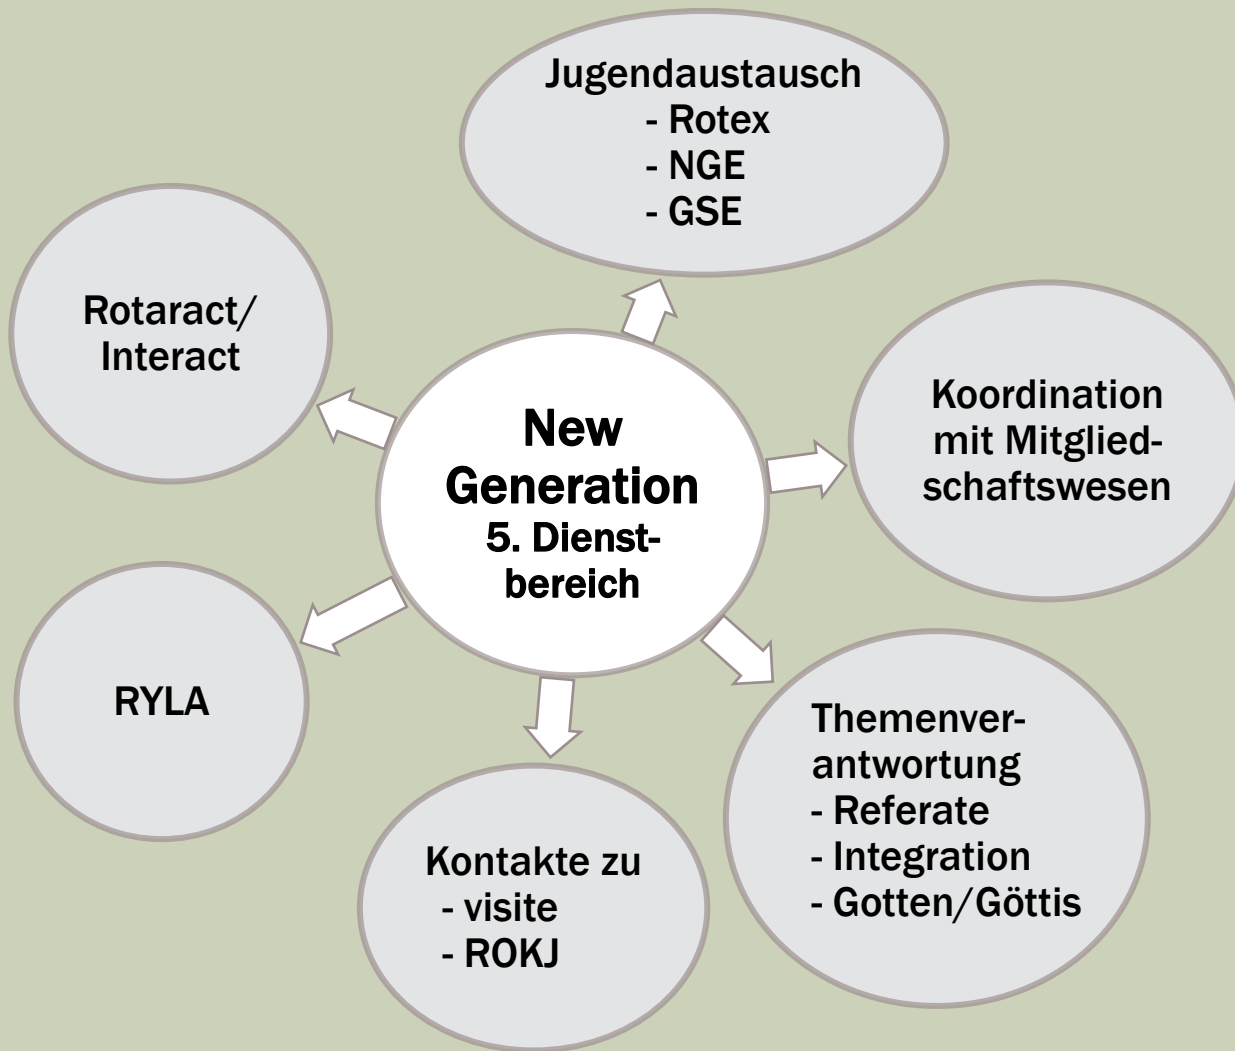 Jugendaustausch
- Rotex
- NGE
- GSE
Rotaract/
Interact
Koordination
mit Mitglied-
schaftswesen
New
Generation
5. Dienst-
bereich
RYLA
Themenver-
antwortung
- Referate
- Integration
- Gotten/Göttis
Kontakte zu
- visite
- ROKJ